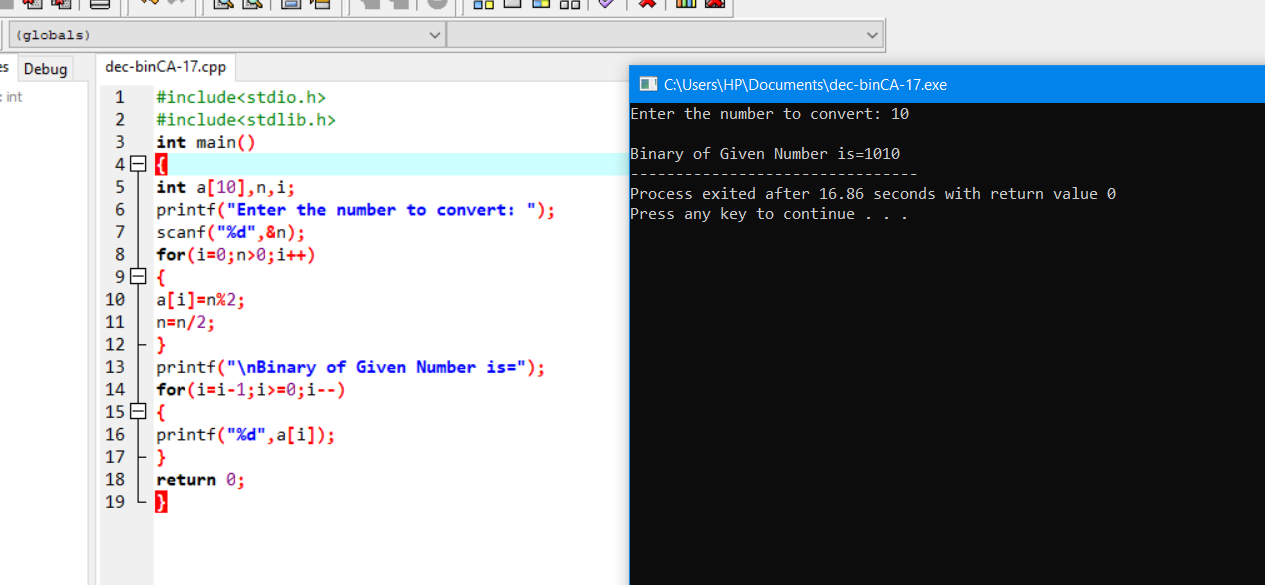 (globals)
es
Debug
dec-binCA-17.cpp
: int
1 #include<stdio.h>
2 #include<stdlib.h>
3 int main()
4 {
5 int a[10],n,i;
6 printf("Enter the number to convert: ");
7 scanf("%d",&n);
8 for(i=0;n>0;i++)
9 {
10 a[i]=n%2;
11 n=n/2;
12 }
13 printf("\nBinary of Given Number is=");
14 for(i=i-1;i>=0;i--)
15 {
16 printf("%d",a[i]);
17 }
18 return 0;
19 }
C:\Users\HP\Documents\dec-binCA-17.exe
Enter the number to convert: 10
Binary of Given Number is=1010
--------------------------------
Process exited after 16.86 seconds with return value 0
Press any key to continue . . .